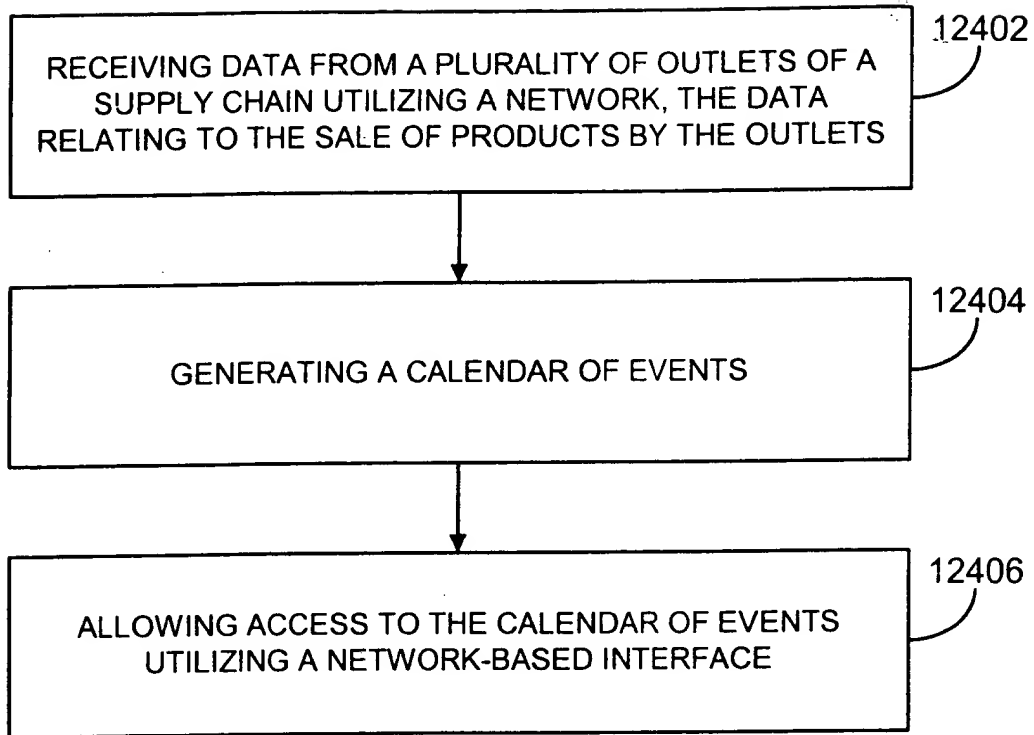 12402
RECEIVING DATA FROM A PLURALITY OF OUTLETS OF A
SUPPLY CHAIN UTILIZING A NETWORK, THE DATA
RELATING TO THE SALE OF PRODUCTS BY THE OUTLETS
12404
GENERATING A CALENDAR OF EVENTS
12406
ALLOWING ACCESS TO THE CALENDAR OF EVENTS
UTILIZING A NETWORK-BASED INTERFACE